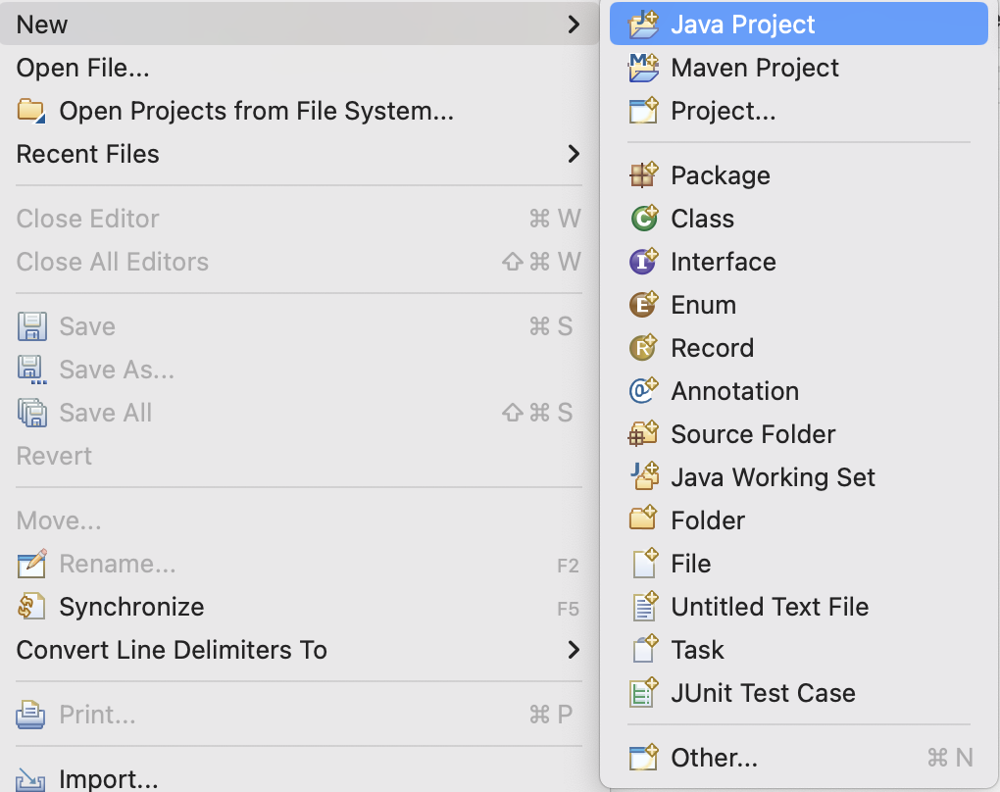 New
Open File...
Open Projects from File System...
Recent Files
Close Editor ⌘ W
Close All Editors ⇧ ⌘ W
Save ⌘ S
Save As...
Save All ⇧ ⌘ S
Revert
Move...
Rename... F2
Synchronize F5
Convert Line Delimiters To
Print... ⌘ P
Import...
Java Project
Maven Project
Project...
Package
Class
Interface
Enum
Record
Annotation
Source Folder
Java Working Set
Folder
File
Untitled Text File
Task
JUnit Test Case
Other... ⌘ N